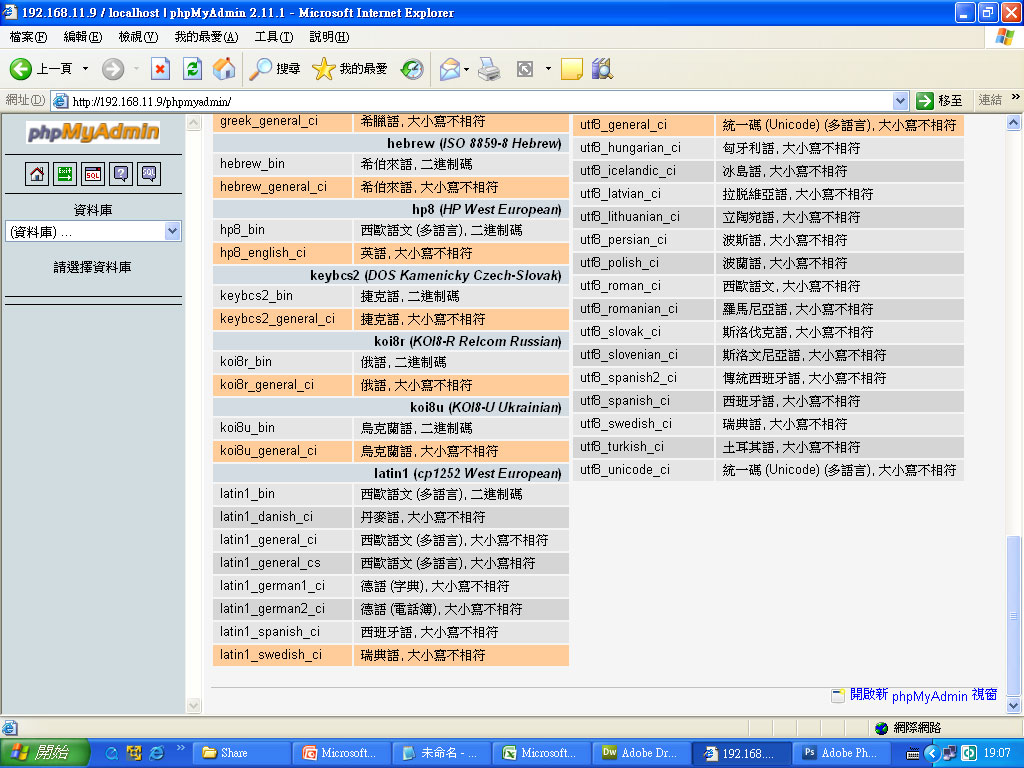 192.168.11.9 / localhost | phpMyAdmin 2.11.1 - Microsoft Internet Explorer
檔案(F) 編輯(E) 檢視(V) 我的最愛(A) 工具(T) 說明(H)
上一頁 搜尋 我的最愛
網址(D) http://192.168.11.9/phpmyadmin/ 移至 連結 »
phpMyAdmin
Exit SQL ? SQL
資料庫
(資料庫) ...
請選擇資料庫
greek_general_ci 希臘語, 大小寫不相符
hebrew (ISO 8859-8 Hebrew)
hebrew_bin 希伯來語, 二進制碼
hebrew_general_ci 希伯來語, 大小寫不相符
hp8 (HP West European)
hp8_bin 西歐語文 (多語言), 二進制碼
hp8_english_ci 英語, 大小寫不相符
keybcs2 (DOS Kamenicky Czech-Slovak)
keybcs2_bin 捷克語, 二進制碼
keybcs2_general_ci 捷克語, 大小寫不相符
koi8r (KOI8-R Relcom Russian)
koi8r_bin 俄語, 二進制碼
koi8r_general_ci 俄語, 大小寫不相符
koi8u (KOI8-U Ukrainian)
koi8u_bin 烏克蘭語, 二進制碼
koi8u_general_ci 烏克蘭語, 大小寫不相符
latin1 (cp1252 West European)
latin1_bin 西歐語文 (多語言), 二進制碼
latin1_danish_ci 丹麥語, 大小寫不相符
latin1_general_ci 西歐語文 (多語言), 大小寫不相符
latin1_general_cs 西歐語文 (多語言), 大小寫相符
latin1_german1_ci 德語 (字典), 大小寫不相符
latin1_german2_ci 德語 (電話簿), 大小寫不相符
latin1_spanish_ci 西班牙語, 大小寫不相符
latin1_swedish_ci 瑞典語, 大小寫不相符
utf8_general_ci 統一碼 (Unicode) (多語言), 大小寫不相符
utf8_hungarian_ci 匈牙利語, 大小寫不相符
utf8_icelandic_ci 冰島語, 大小寫不相符
utf8_latvian_ci 拉脫維亞語, 大小寫不相符
utf8_lithuanian_ci 立陶宛語, 大小寫不相符
utf8_persian_ci 波斯語, 大小寫不相符
utf8_polish_ci 波蘭語, 大小寫不相符
utf8_roman_ci 西歐語文, 大小寫不相符
utf8_romanian_ci 羅馬尼亞語, 大小寫不相符
utf8_slovak_ci 斯洛伐克語, 大小寫不相符
utf8_slovenian_ci 斯洛文尼亞語, 大小寫不相符
utf8_spanish2_ci 傳統西班牙語, 大小寫不相符
utf8_spanish_ci 西班牙語, 大小寫不相符
utf8_swedish_ci 瑞典語, 大小寫不相符
utf8_turkish_ci 土耳其語, 大小寫不相符
utf8_unicode_ci 統一碼 (Unicode) (多語言), 大小寫不相符
開啟新 phpMyAdmin 視窗
網際網路
開始 » Share Microsoft... 未命名 - ... Microsoft... Dw Adobe Dr... 192.168.... Ps Adobe Ph... 19:07